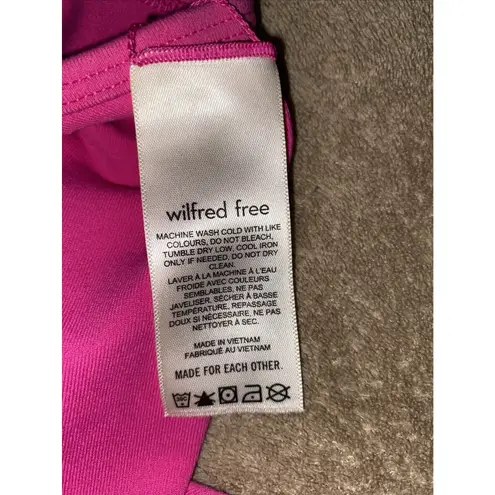 wilfred free
MACHINE WASH COLD WITH LIKE
COLOURS, DO NOT BLEACH,
TUMBLE DRY LOW, COOL IRON
ONLY IF NEEDED, DO NOT DRY
CLEAN.
LAVER À LA MACHINE À L'EAU
FROIDE AVEC COULEURS
SEMBLABLES, NE PAS
JAVELISER, SÉCHER À BASSE
TEMPÉRATURE, REPASSAGE
DOUX SI NÉCESSAIRE, NE PAS
NETTOYER À SEC.
MADE IN VIETNAM
FABRIQUÉ AU VIETNAM
MADE FOR EACH OTHER.